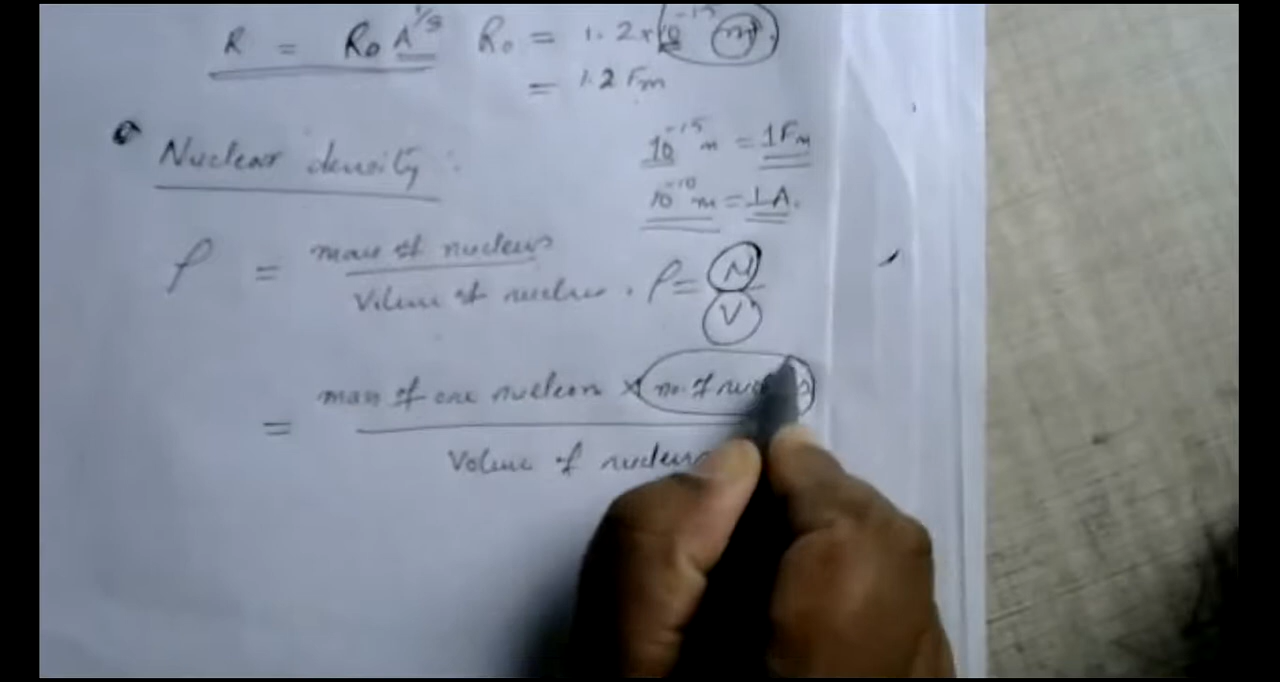 R = R₀ A^1/3 R₀ = 1.2×10^-15 m.
= 1.2 Fm
Nuclear density :
10^-15 m = 1 Fm
10^-10 m = 1 A.
ρ = mass of nucleus / Volume of nucleus . ρ = M / V
= mass of one nucleon × no. of
Volume of nucleus